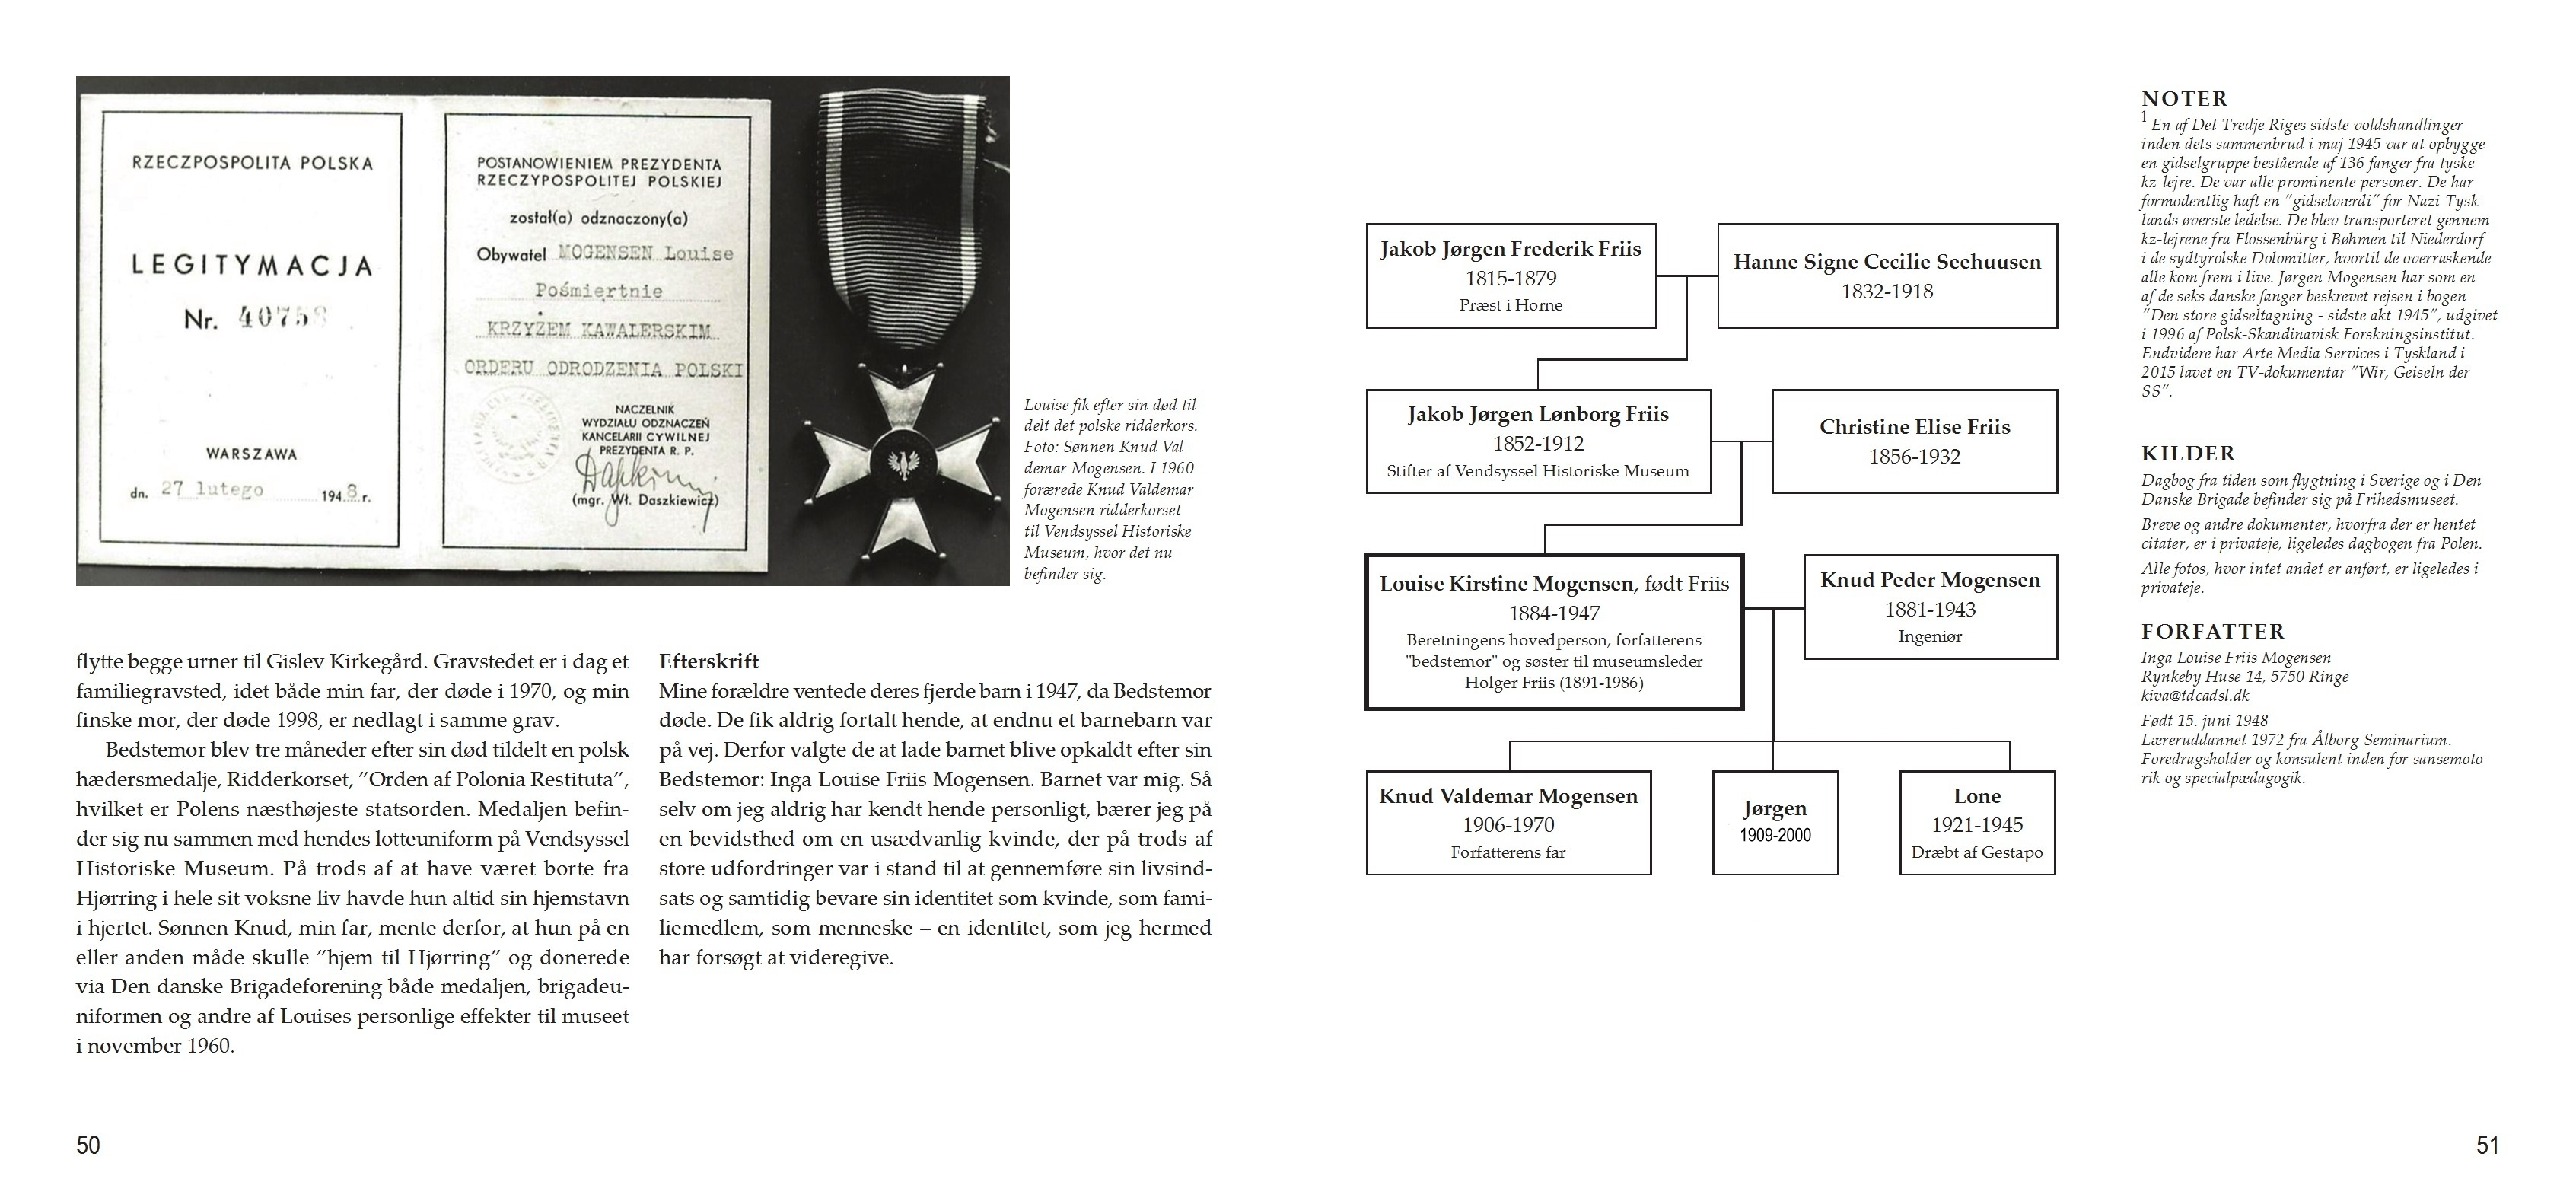 RZECZPOSPOLITA POLSKA
LEGITYMACJA
Nr. 40758
WARSZAWA
dn. 27 lutego 1948 r.
POSTANOWIENIEM PREZYDENTA
RZECZYPOSPOLITEJ POLSKIEJ
został(a) odznaczony(a)
Obywatel MOGENSEN Louise
Pośmiertnie
KRZYŻEM KAWALERSKIM
ORDERU ODRODZENIA POLSKI
NACZELNIK
WYDZIAŁU ODZNACZEŃ
KANCELARII CYWILNEJ
PREZYDENTA R. P.
(mgr. Wł. Daszkiewicz)
Louise fik efter sin død til-
delt det polske ridderkors.
Foto: Sønnen Knud Val-
demar Mogensen. I 1960
forærede Knud Valdemar
Mogensen ridderkorset
til Vendsyssel Historiske
Museum, hvor det nu
befinder sig.
flytte begge urner til Gislev Kirkegård. Gravstedet er i dag et
familiegravsted, idet både min far, der døde i 1970, og min
finske mor, der døde 1998, er nedlagt i samme grav.
Bedstemor blev tre måneder efter sin død tildelt en polsk
hædersmedalje, Ridderkorset, ”Orden af Polonia Restituta”,
hvilket er Polens næsthøjeste statsorden. Medaljen befin-
der sig nu sammen med hendes lotteuniform på Vendsyssel
Historiske Museum. På trods af at have været borte fra
Hjørring i hele sit voksne liv havde hun altid sin hjemstavn
i hjertet. Sønnen Knud, min far, mente derfor, at hun på en
eller anden måde skulle ”hjem til Hjørring” og donerede
via Den danske Brigadeforening både medaljen, brigadeu-
niformen og andre af Louises personlige effekter til museet
i november 1960.
Efterskrift
Mine forældre ventede deres fjerde barn i 1947, da Bedstemor
døde. De fik aldrig fortalt hende, at endnu et barnebarn var
på vej. Derfor valgte de at lade barnet blive opkaldt efter sin
Bedstemor: Inga Louise Friis Mogensen. Barnet var mig. Så
selv om jeg aldrig har kendt hende personligt, bærer jeg på
en bevidsthed om en usædvanlig kvinde, der på trods af
store udfordringer var i stand til at gennemføre sin livsind-
sats og samtidig bevare sin identitet som kvinde, som fami-
liemedlem, som menneske – en identitet, som jeg hermed
har forsøgt at videregive.
50
Jakob Jørgen Frederik Friis
1815-1879
Præst i Horne
Hanne Signe Cecilie Seehuusen
1832-1918
Jakob Jørgen Lønborg Friis
1852-1912
Stifter af Vendsyssel Historiske Museum
Christine Elise Friis
1856-1932
Louise Kirstine Mogensen, født Friis
1884-1947
Beretningens hovedperson, forfatterens
"bedstemor" og søster til museumsleder
Holger Friis (1891-1986)
Knud Peder Mogensen
1881-1943
Ingeniør
Knud Valdemar Mogensen
1906-1970
Forfatterens far
Jørgen
1909-2000
Lone
1921-1945
Dræbt af Gestapo
NOTER
1 En af Det Tredje Riges sidste voldshandlinger
inden dets sammenbrud i maj 1945 var at opbygge
en gidselgruppe bestående af 136 fanger fra tyske
kz-lejre. De var alle prominente personer. De har
formodentlig haft en ”gidselværdi” for Nazi-Tysk-
lands øverste ledelse. De blev transporteret gennem
kz-lejrene fra Flossenbürg i Bøhmen til Niederdorf
i de sydtyrolske Dolomitter, hvortil de overraskende
alle kom frem i live. Jørgen Mogensen har som en
af de seks danske fanger beskrevet rejsen i bogen
”Den store gidseltagning - sidste akt 1945”, udgivet
i 1996 af Polsk-Skandinavisk Forskningsinstitut.
Endvidere har Arte Media Services i Tyskland i
2015 lavet en TV-dokumentar ”Wir, Geiseln der
SS”.
KILDER
Dagbog fra tiden som flygtning i Sverige og i Den
Danske Brigade befinder sig på Frihedsmuseet.
Breve og andre dokumenter, hvorfra der er hentet
citater, er i privateje, ligeledes dagbogen fra Polen.
Alle fotos, hvor intet andet er anført, er ligeledes i
privateje.
FORFATTER
Inga Louise Friis Mogensen
Rynkeby Huse 14, 5750 Ringe
kiva@tdcadsl.dk
Født 15. juni 1948
Læreruddannet 1972 fra Ålborg Seminarium.
Foredragsholder og konsulent inden for sansemoto-
rik og specialpædagogik.
51